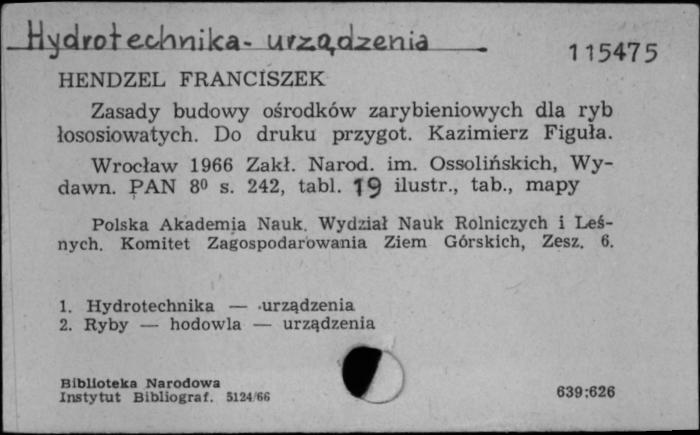 Hydrotechnika - urządzenia
115475
HENDZEL FRANCISZEK
Zasady budowy ośrodków zarybieniowych dla ryb
łososiowatych. Do druku przygot. Kazimierz Figuła.
Wrocław 1966 Zakł. Narod. im. Ossolińskich, Wy-
dawn. PAN 8⁰ s. 242, tabl. 19 ilustr., tab., mapy
Polska Akademia Nauk. Wydział Nauk Rolniczych i Leś-
nych. Komitet Zagospodarowania Ziem Górskich, Zesz. 6.
1. Hydrotechnika — urządzenia
2. Ryby — hodowla — urządzenia
Biblioteka Narodowa
Instytut Bibliograf. 5124/66
639:626